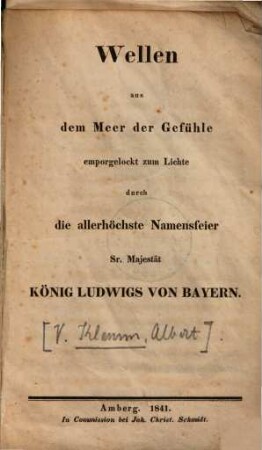 Wellen
aus
dem Meer der Gefühle
emporgelockt zum Lichte
durch
die allerhöchste Namensfeier
Sr. Majestät
KÖNIG LUDWIGS VON BAYERN.
[V. Klemm, Albert].
Amberg. 1841.
In Commission bei Joh. Christ. Schmidt.